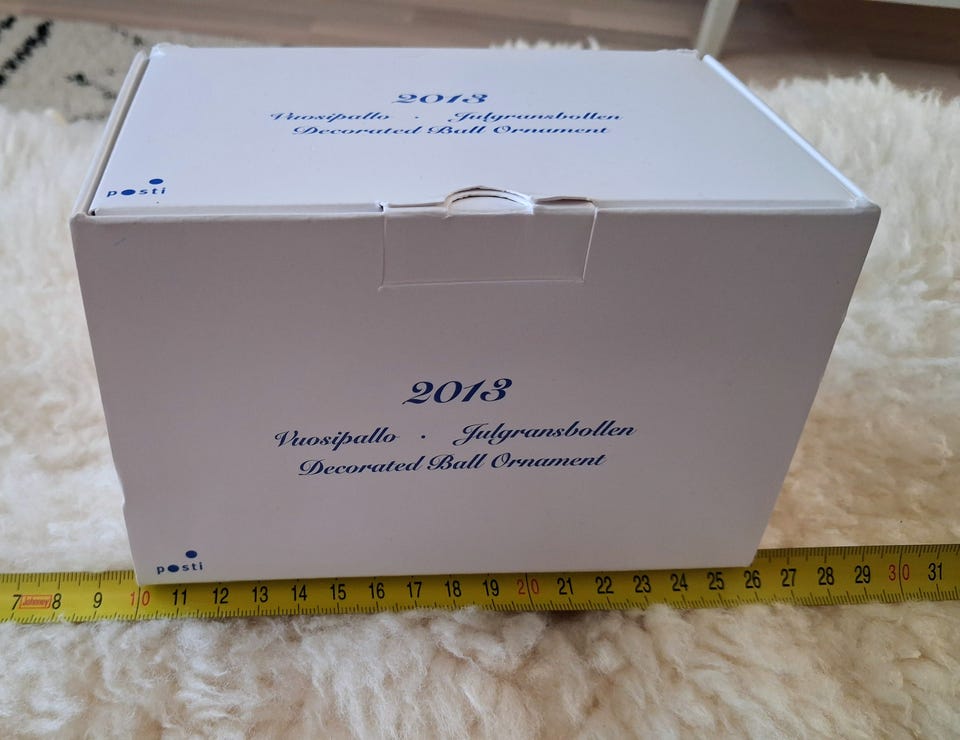 2013
Vuosipallo · Julgransbollen
Decorated Ball Ornament
posti
2013
Vuosipallo · Julgransbollen
Decorated Ball Ornament
posti
7 Johnney 8 9 10 11 12 13 14 15 16 17 18 19 20 21 22 23 24 25 26 27 28 29 30 31